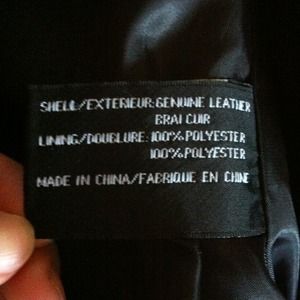 SHELL/EXTERIEUR:GENUINE LEATHER
BRAI CUIR
LINING/DOUBLURE:100%POLYESTER
100%POLYESTER
MADE IN CHINA/FABRIQUE EN CHINE